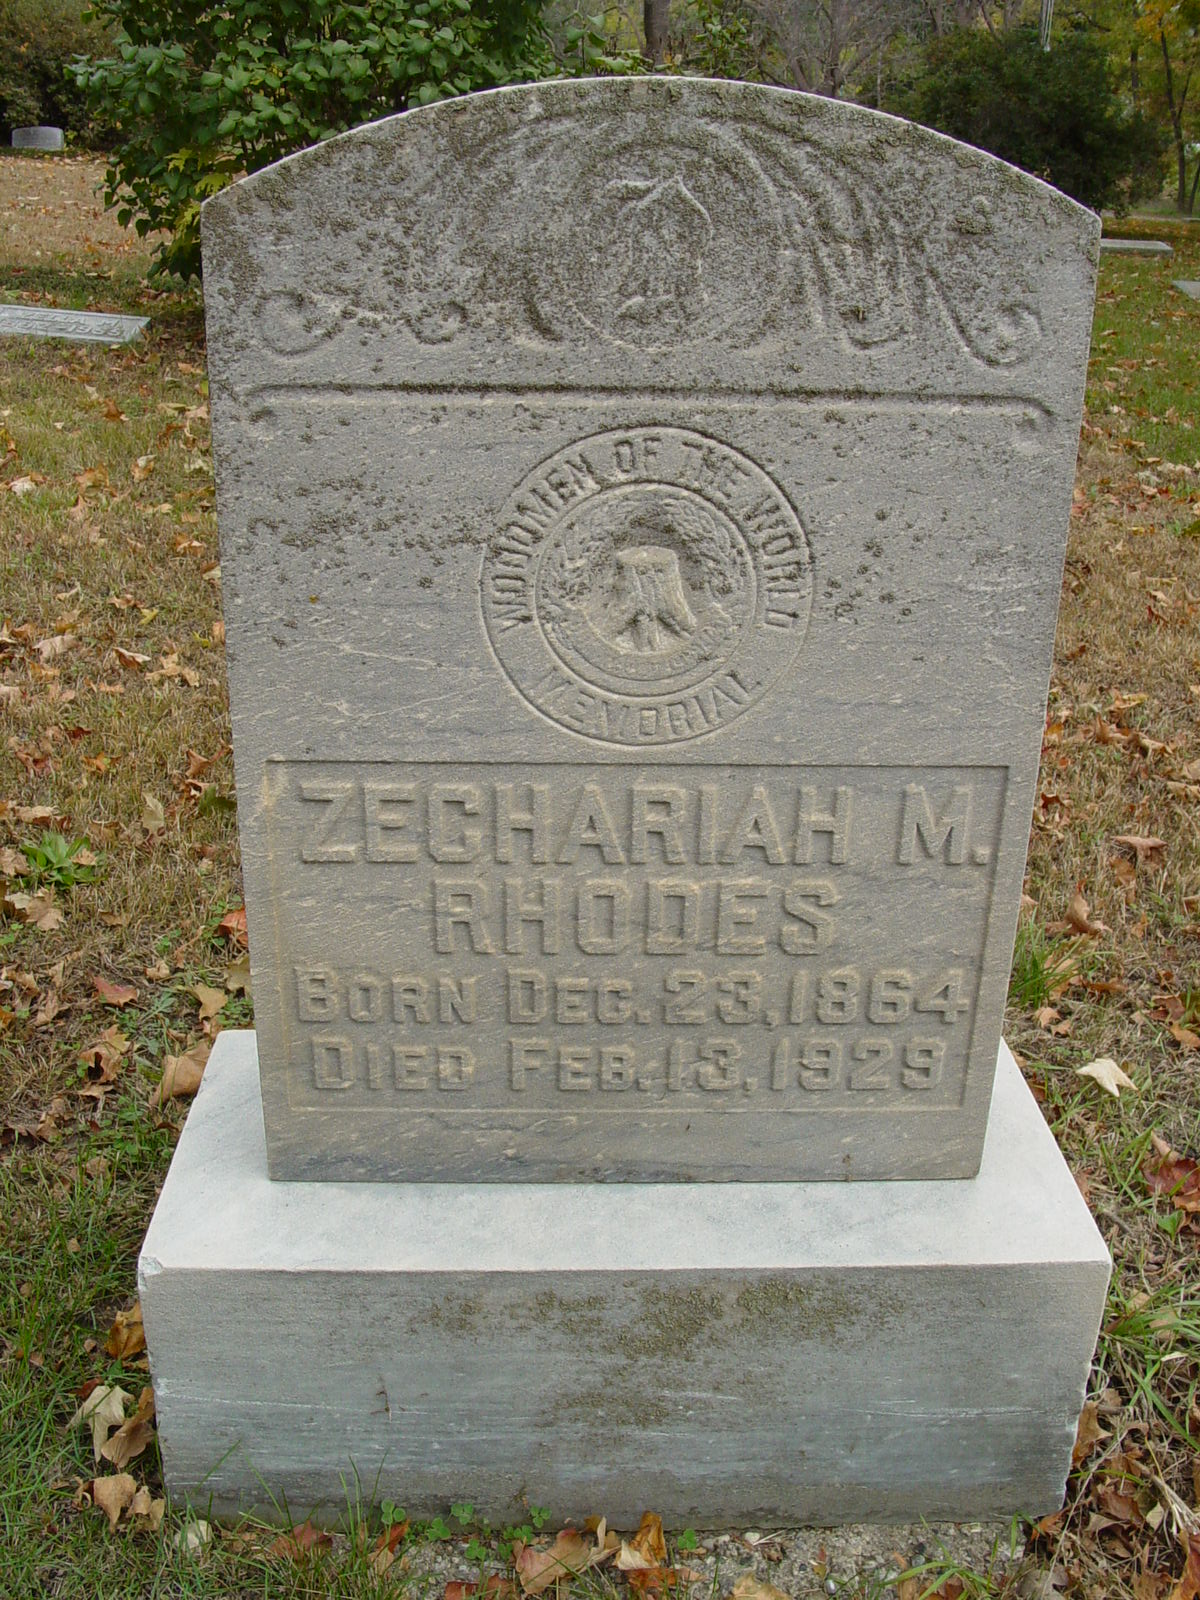 WOODMEN OF THE WORLD
MEMORIAL
ZECHARIAH M.
RHODES
BORN DEC. 23, 1864
DIED FEB. 13, 1929